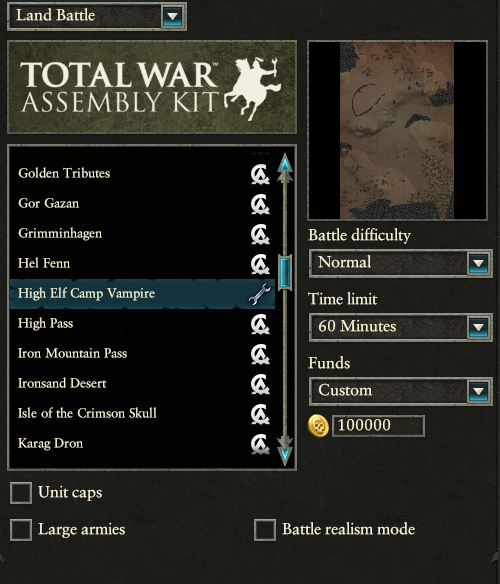 Land Battle
TOTAL WAR™
ASSEMBLY KIT
Golden Tributes
Gor Gazan
Grimminhagen
Hel Fenn
High Elf Camp Vampire
High Pass
Iron Mountain Pass
Ironsand Desert
Isle of the Crimson Skull
Karag Dron
Battle difficulty
Normal
Time limit
60 Minutes
Funds
Custom
100000
Unit caps
Large armies
Battle realism mode